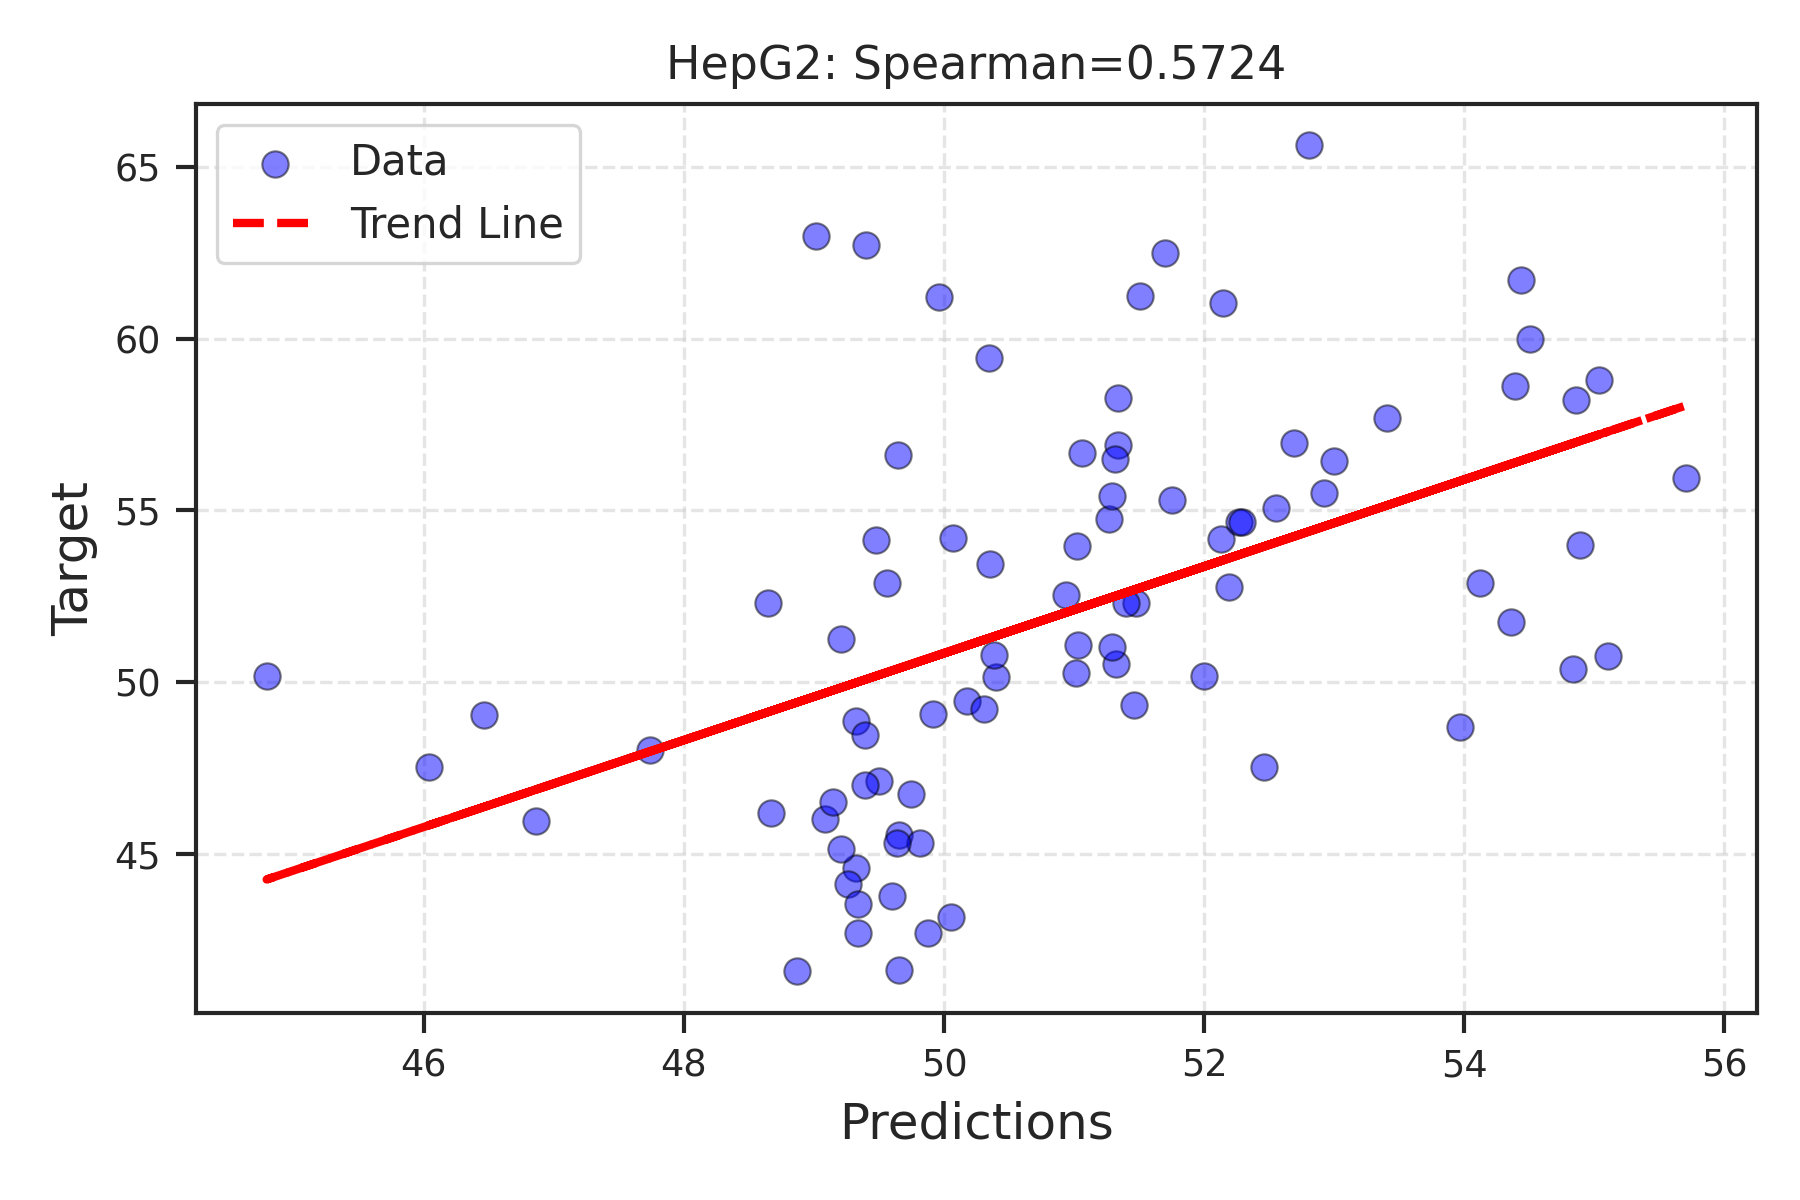 HepG2: Spearman=0.5724
Data
Trend Line
65
60
55
50
45
Target
46 48 50 52 54 56
Predictions